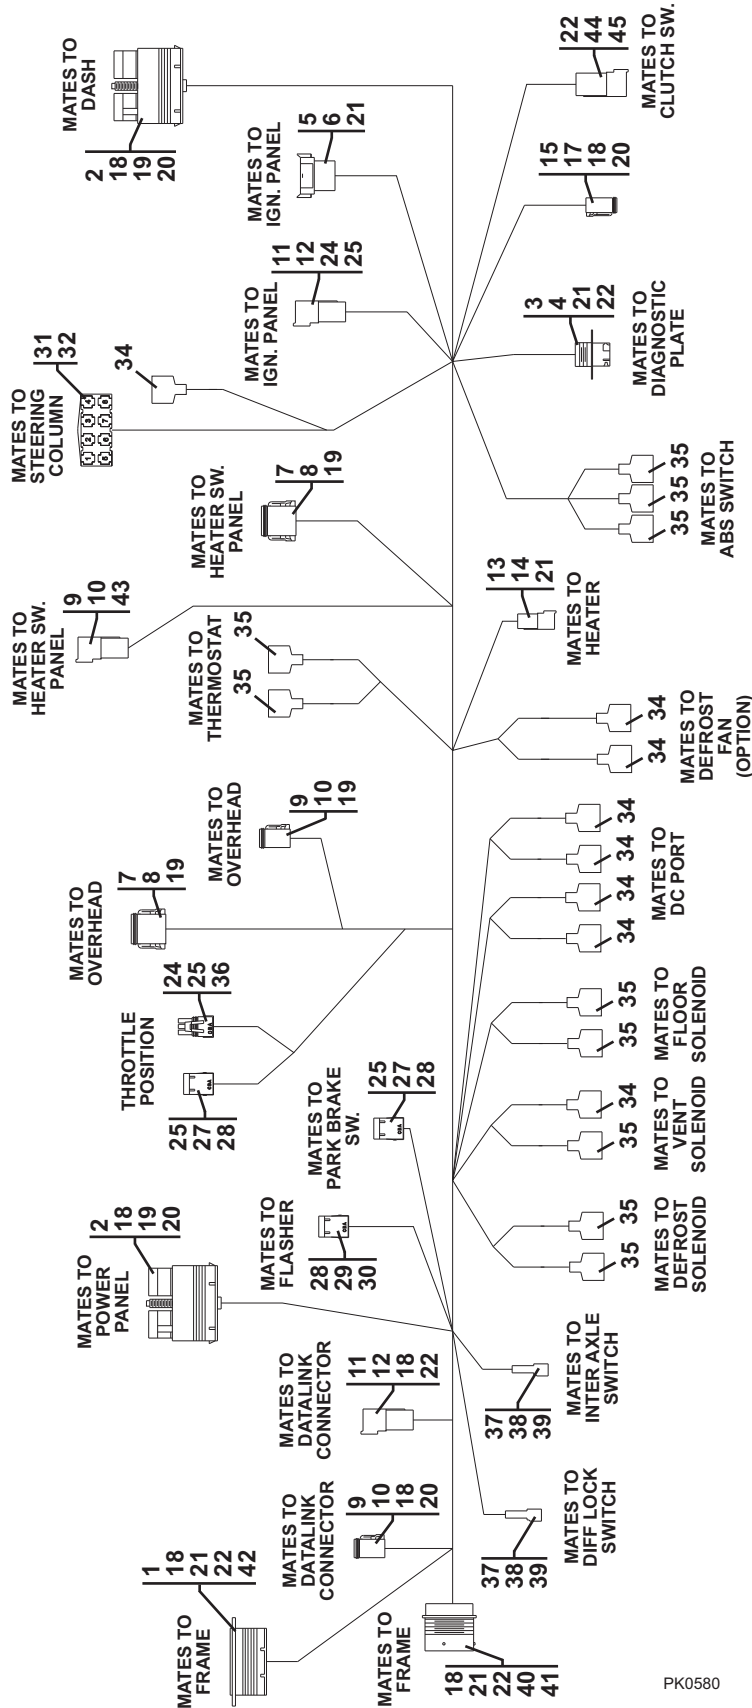 MATES TO
FRAME
1
18
21
22
42
MATES TO
DATALINK
CONNECTOR
9
10
18
20
MATES TO
DATALINK
CONNECTOR
11
12
18
22
MATES TO
POWER
PANEL
2
18
19
20
MATES TO
FLASHER
28
29
30
MATES TO
PARK BRAKE
SW.
25
27
28
THROTTLE
POSITION
25
27
28
24
25
36
MATES TO
OVERHEAD
7
8
19
MATES TO
OVERHEAD
9
10
19
MATES TO
THERMOSTAT
35
35
MATES TO
HEATER SW.
PANEL
9
10
43
MATES TO
HEATER SW.
PANEL
7
8
19
MATES TO
STEERING
COLUMN
31
32
1 2 3 4
5 6 7 8
34
MATES TO
IGN. PANEL
11
12
24
25
MATES TO
IGN. PANEL
5
6
21
MATES TO
DASH
2
18
19
20
MATES TO
FRAME
18
21
22
40
41
37
38
39
MATES TO
DIFF LOCK
SWITCH
37
38
39
MATES TO
INTER AXLE
SWITCH
35 35
MATES TO
DEFROST
SOLENOID
35 34
MATES TO
VENT
SOLENOID
35 35
MATES TO
FLOOR
SOLENOID
34 34 34 34
MATES TO
DC PORT
34 34
MATES TO
DEFROST
FAN
(OPTION)
13
14
21
MATES TO
HEATER
35 35 35
MATES TO
ABS SWITCH
3
4
21
22
MATES TO
DIAGNOSTIC
PLATE
15
17
18
20
22
44
45
MATES TO
CLUTCH SW.
PK0580